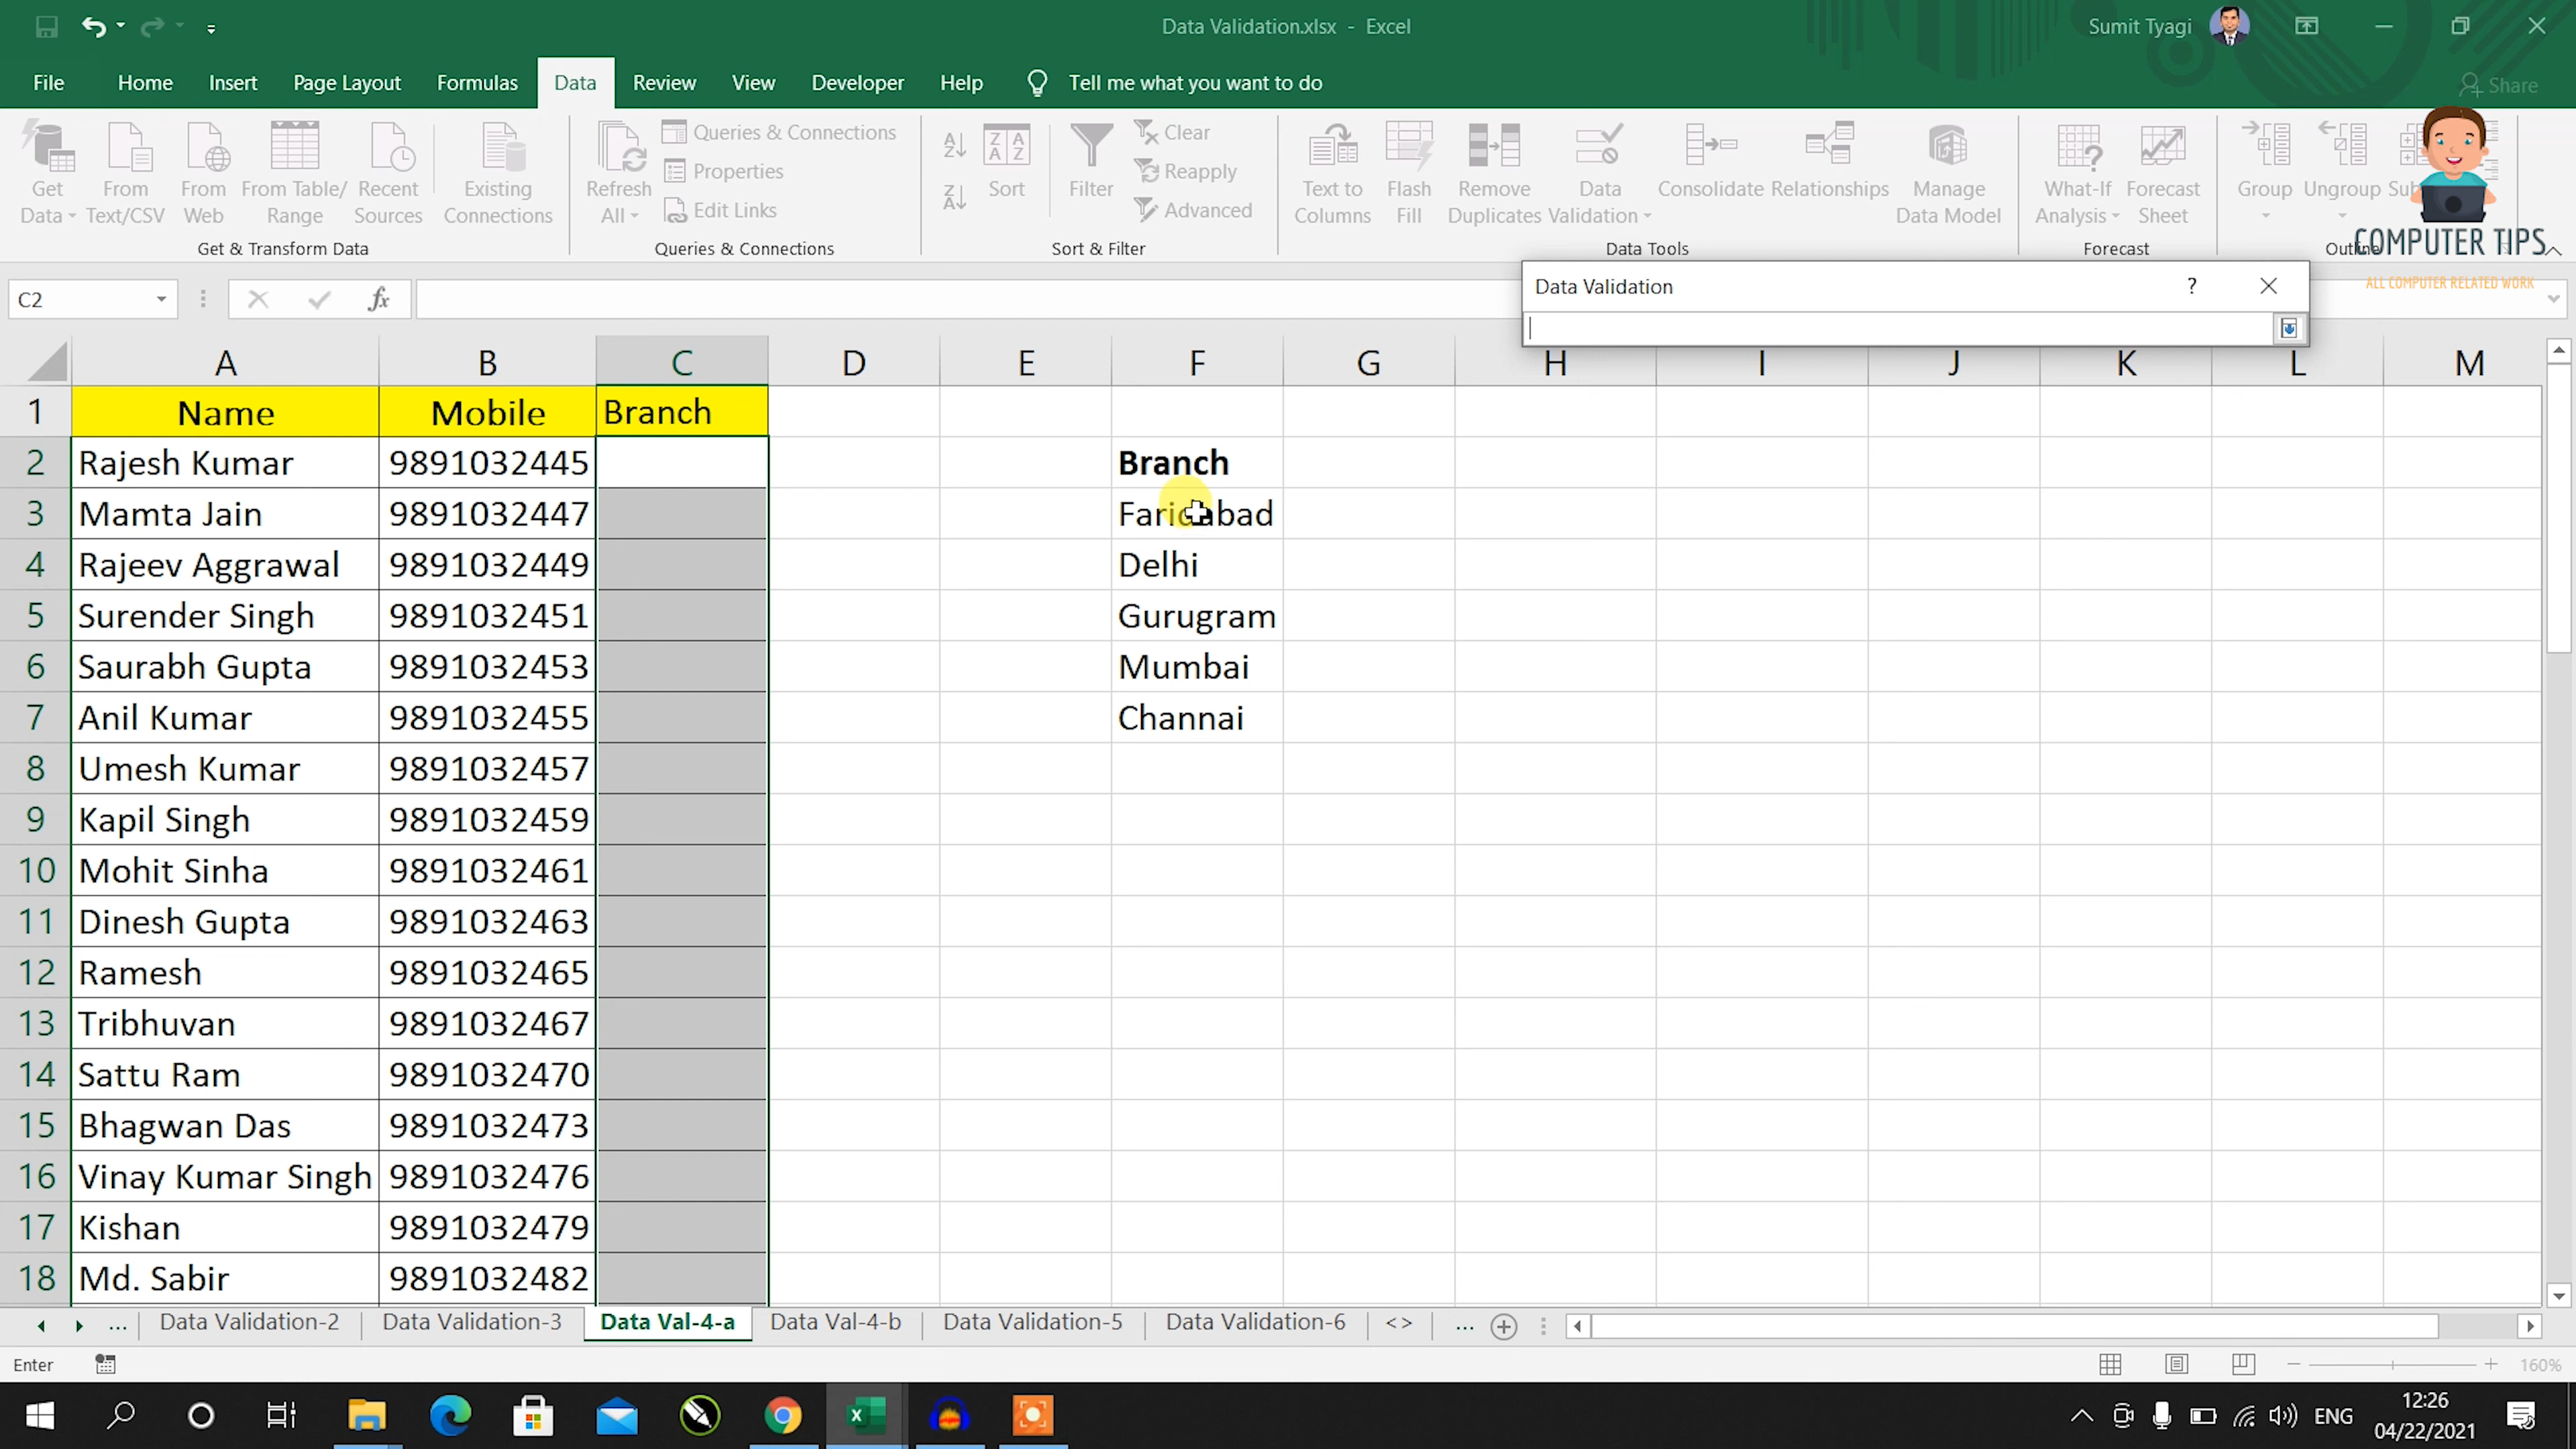 Data Validation.xlsx - Excel
Sumit Tyagi
File Home Insert Page Layout Formulas Data Review View Developer Help Tell me what you want to do
Share
Get Data
From Text/CSV
From Web
From Table/ Range
Recent Sources
Existing Connections
Get & Transform Data
Refresh All
Queries & Connections
Properties
Edit Links
Queries & Connections
Sort
Filter
Clear
Reapply
Advanced
Sort & Filter
Text to Columns
Flash Fill
Remove Duplicates
Data Validation
Consolidate
Relationships
Manage Data Model
Data Tools
What-If Analysis
Forecast Sheet
Forecast
Group
Ungroup
COMPUTER TIPS
ALL COMPUTER RELATED WORK
C2
fx
Data Validation ?
A B C D E F G H I J K L M
1 Name Mobile Branch
2 Rajesh Kumar 9891032445 Branch
3 Mamta Jain 9891032447 Faridabad
4 Rajeev Aggrawal 9891032449 Delhi
5 Surender Singh 9891032451 Gurugram
6 Saurabh Gupta 9891032453 Mumbai
7 Anil Kumar 9891032455 Channai
8 Umesh Kumar 9891032457
9 Kapil Singh 9891032459
10 Mohit Sinha 9891032461
11 Dinesh Gupta 9891032463
12 Ramesh 9891032465
13 Tribhuvan 9891032467
14 Sattu Ram 9891032470
15 Bhagwan Das 9891032473
16 Vinay Kumar Singh 9891032476
17 Kishan 9891032479
18 Md. Sabir 9891032482
... Data Validation-2 Data Validation-3 Data Val-4-a Data Val-4-b Data Validation-5 Data Validation-6 <> ...
Enter
160%
ENG
12:26
04/22/2021